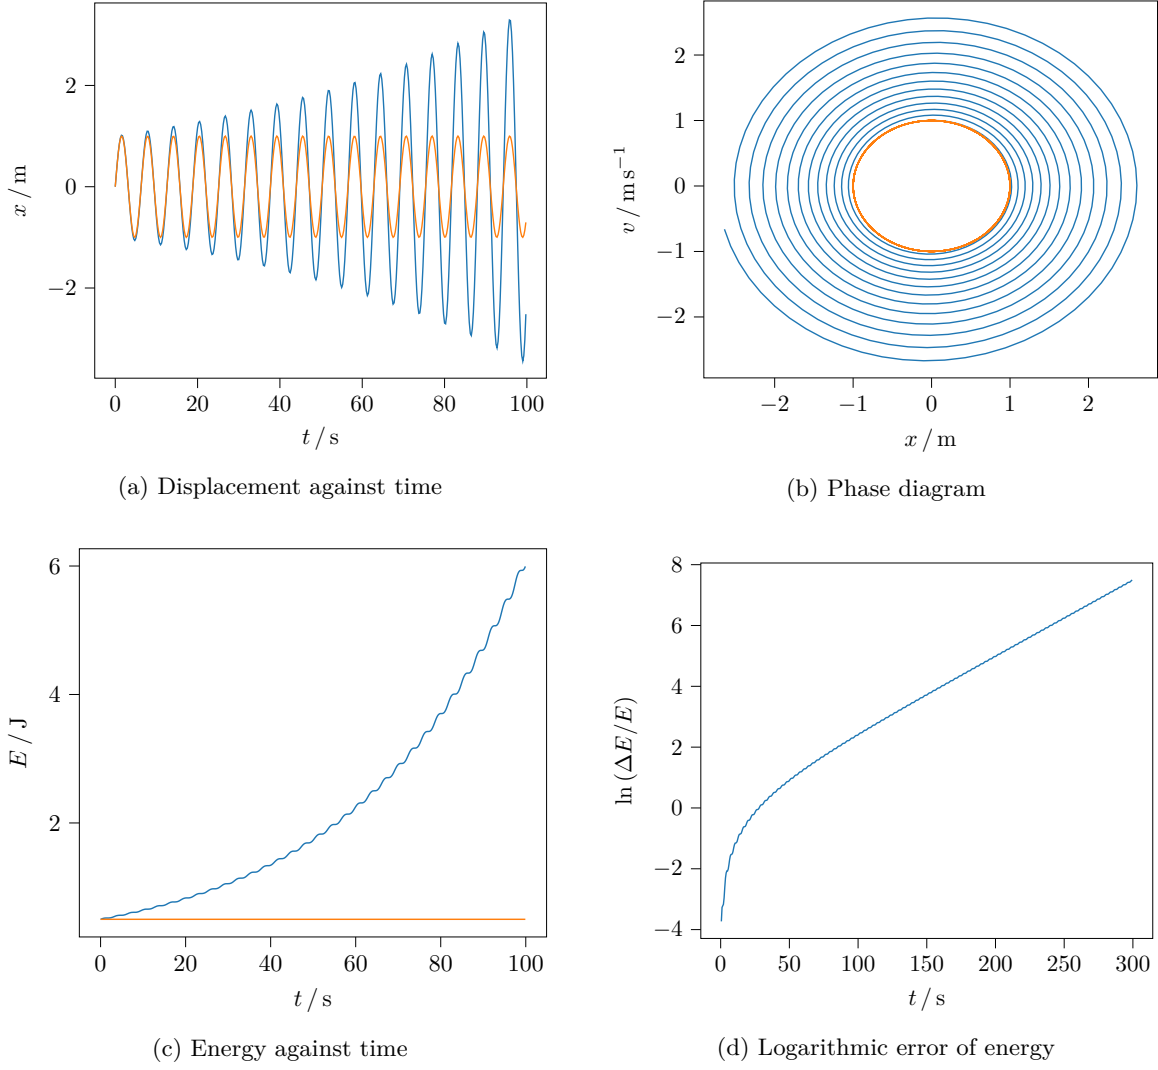 2
0
−2
x / m
0 20 40 60 80 100
t / s
(a) Displacement against time
2
1
0
−1
−2
v / m s⁻¹
−2 −1 0 1 2
x / m
(b) Phase diagram
6
4
2
E / J
0 20 40 60 80 100
t / s
(c) Energy against time
8
6
4
2
0
−2
−4
ln (ΔE/E)
0 50 100 150 200 250 300
t / s
(d) Logarithmic error of energy